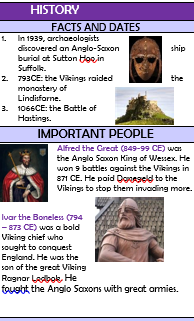 HISTORY
FACTS AND DATES
1. In 1939, archaeologists
discovered an Anglo-Saxon ship
burial at Sutton Hoo in
Suffolk.
2. 793CE: the Vikings raided the
monastery of
Lindisfarne.
3. 1066CE: the Battle of
Hastings.
IMPORTANT PEOPLE
Alfred the Great (849-99 CE) was
the Anglo Saxon King of Wessex. He
won 9 battles against the Vikings in
871 CE. He paid Danegeld to the
Vikings to stop them invading more.
Ivar the Boneless (794
– 873 CE) was a bold
Viking chief who
sought to conquer
England. He was the
son of the great Viking
Ragnar Lodbok. He
fought the Anglo Saxons with great armies.